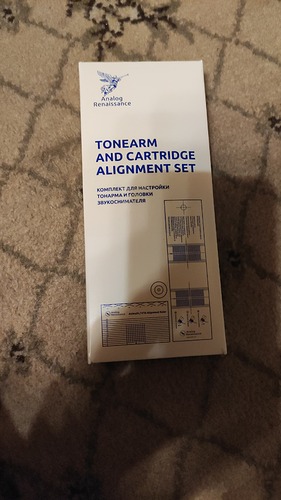 Analog
Renaissance
TONEARM
AND CARTRIDGE
ALIGNMENT SET
КОМПЛЕКТ ДЛЯ НАСТРОЙКИ
ТОНАРМА И ГОЛОВКИ
ЗВУКОСНИМАТЕЛЯ